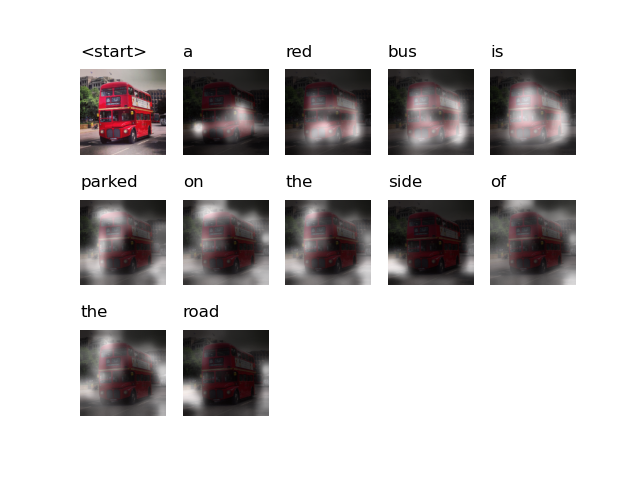 <start> a red bus is
parked on the side of
the road